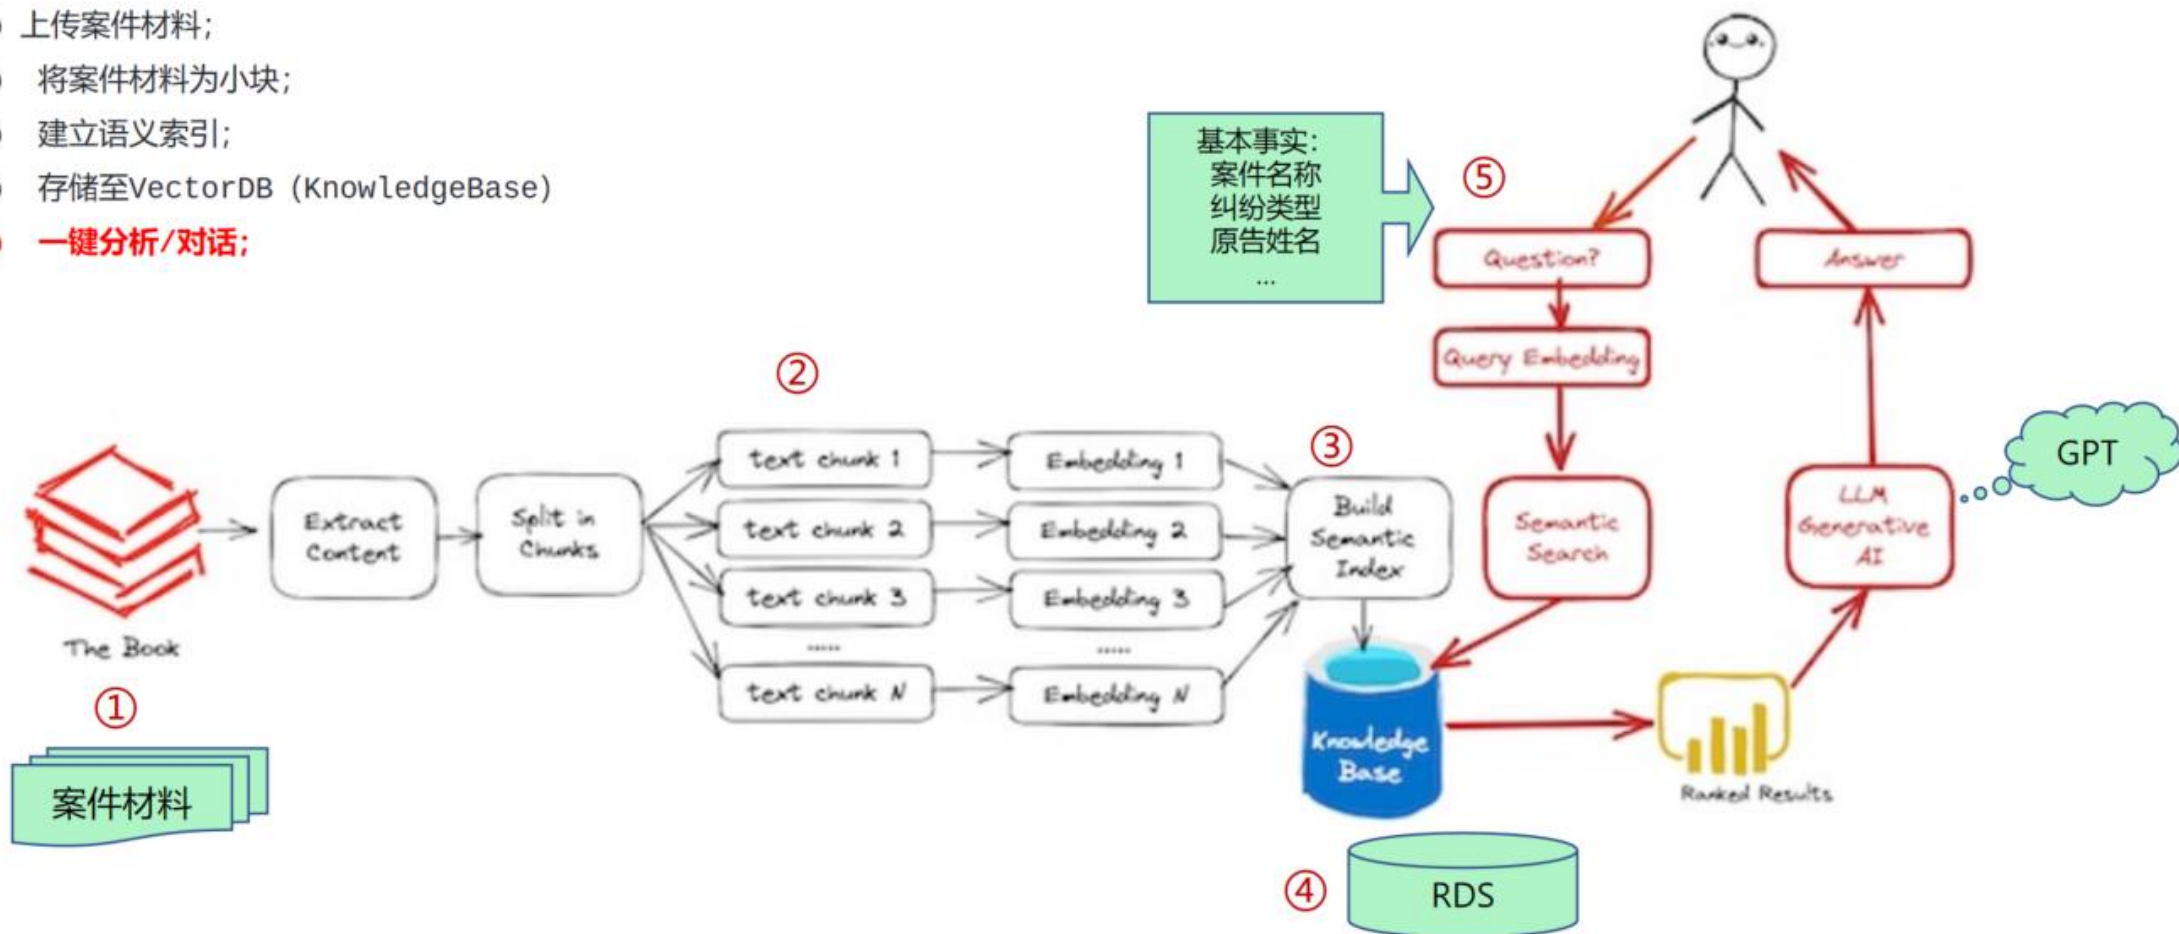 上传案件材料；
将案件材料为小块；
建立语义索引；
存储至VectorDB (KnowledgeBase)
一键分析/对话；
基本事实：
案件名称
纠纷类型
原告姓名
...
⑤
Question?
Answer
Query Embedding
②
③
GPT
text chunk 1
Embedding 1
text chunk 2
Embedding 2
text chunk 3
Embedding 3
.....
.....
text chunk N
Embedding N
Extract
Content
Split in
Chunks
Build
Semantic
Index
Semantic
Search
LLM
Generative
AI
The Book
①
案件材料
Knowledge
Base
Ranked Results
④
RDS